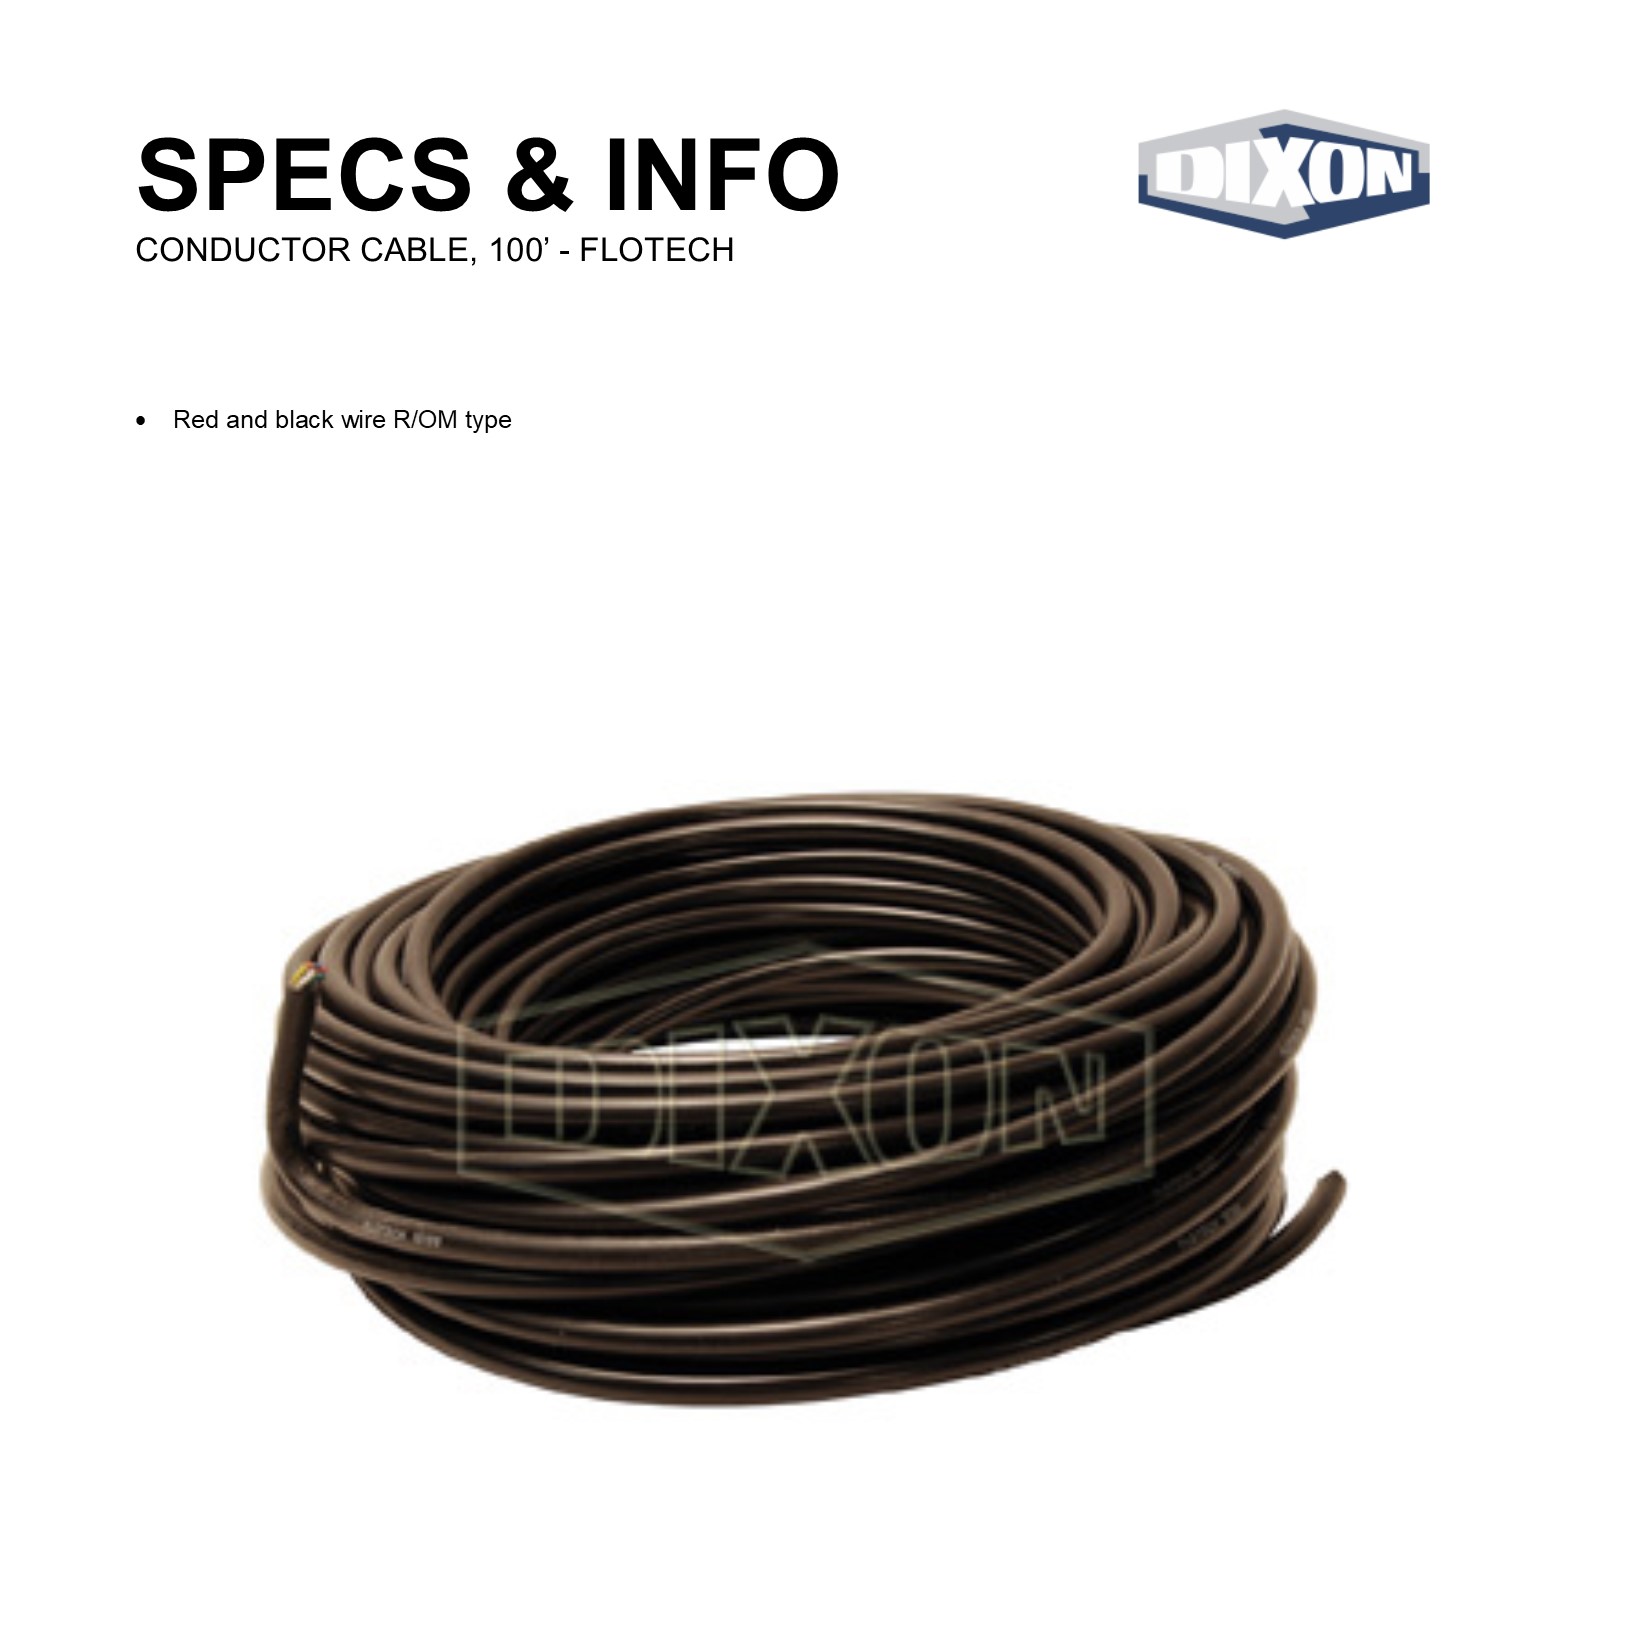 SPECS & INFO
DIXON
CONDUCTOR CABLE, 100’ - FLOTECH
• Red and black wire R/OM type
DIXON